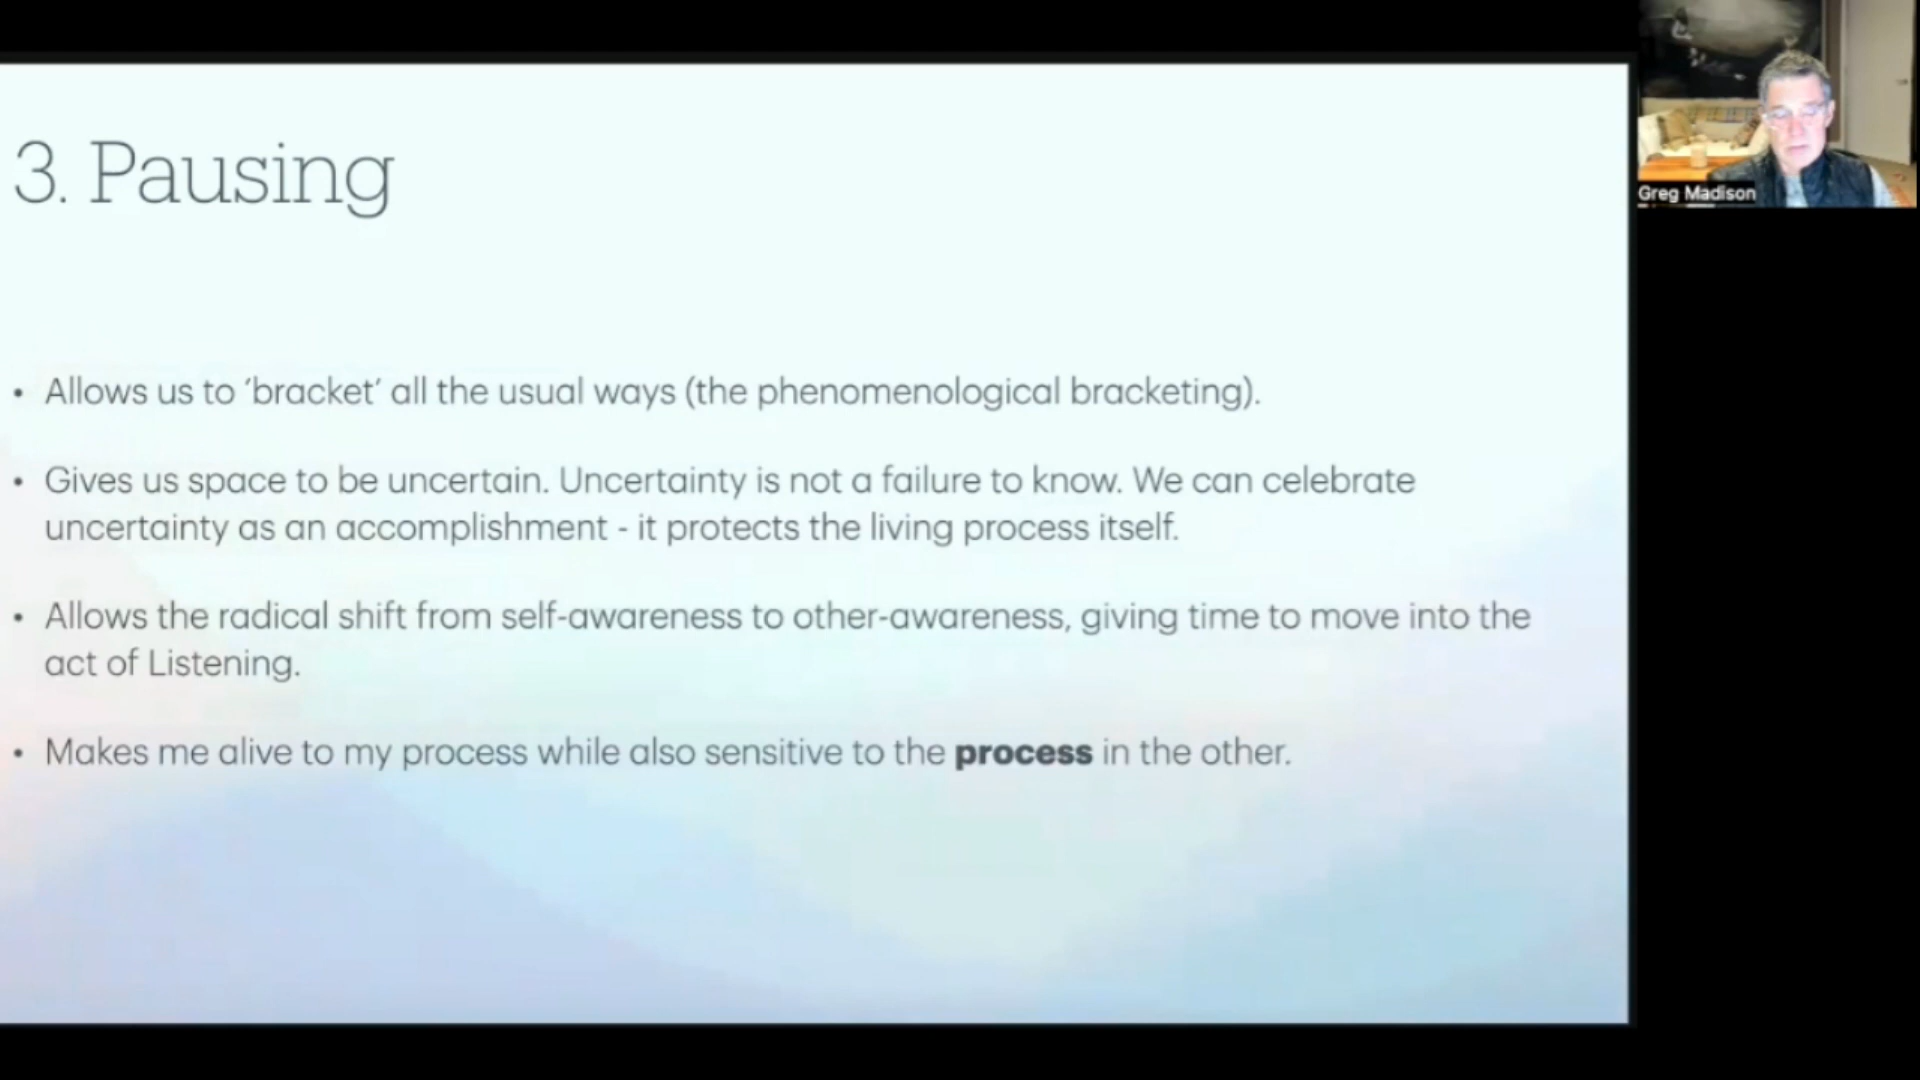 3. Pausing
• Allows us to ‘bracket’ all the usual ways (the phenomenological bracketing).
• Gives us space to be uncertain. Uncertainty is not a failure to know. We can celebrate
uncertainty as an accomplishment - it protects the living process itself.
• Allows the radical shift from self-awareness to other-awareness, giving time to move into the
act of Listening.
• Makes me alive to my process while also sensitive to the process in the other.
Greg Madison